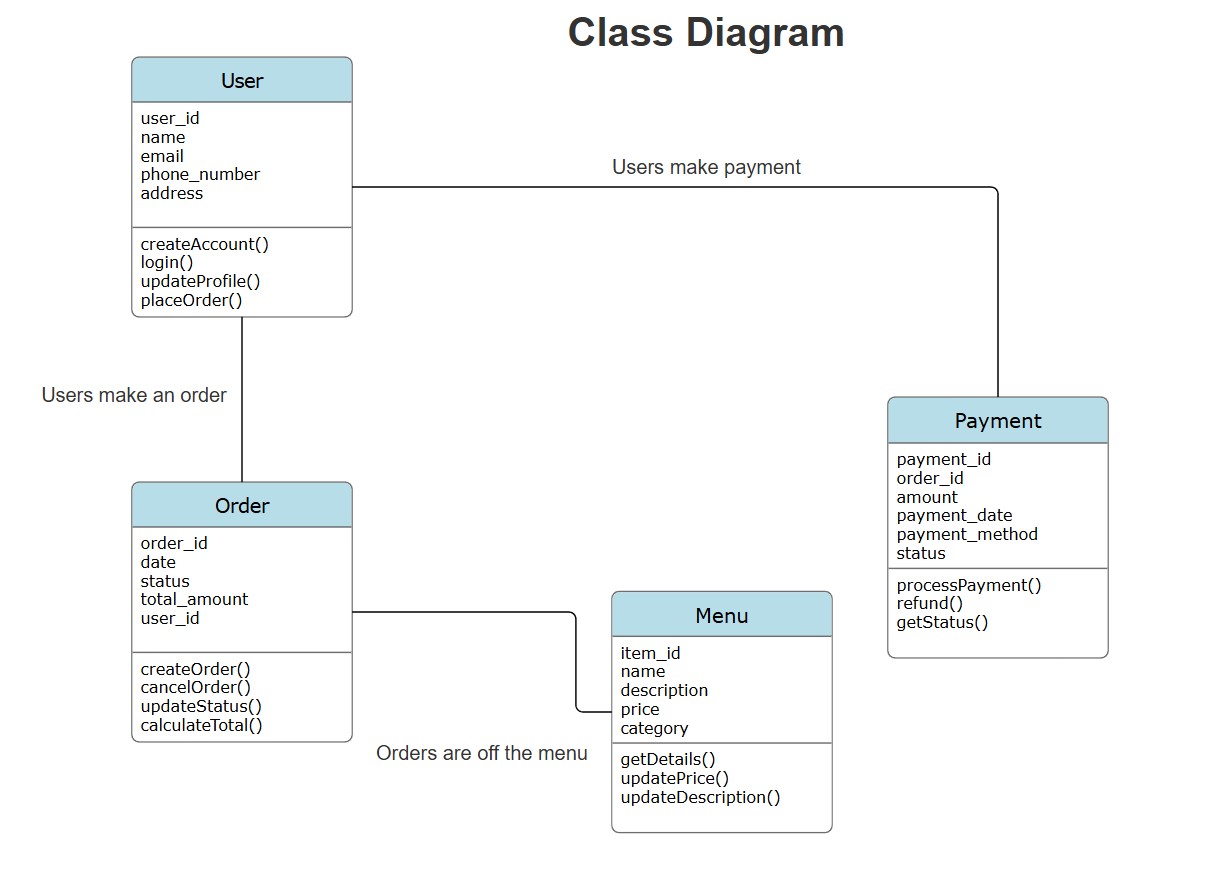 Class Diagram
User
user_id
name
email
phone_number
address
createAccount()
login()
updateProfile()
placeOrder()
Users make payment
Users make an order
Payment
payment_id
order_id
amount
payment_date
payment_method
status
processPayment()
refund()
getStatus()
Order
order_id
date
status
total_amount
user_id
createOrder()
cancelOrder()
updateStatus()
calculateTotal()
Orders are off the menu
Menu
item_id
name
description
price
category
getDetails()
updatePrice()
updateDescription()